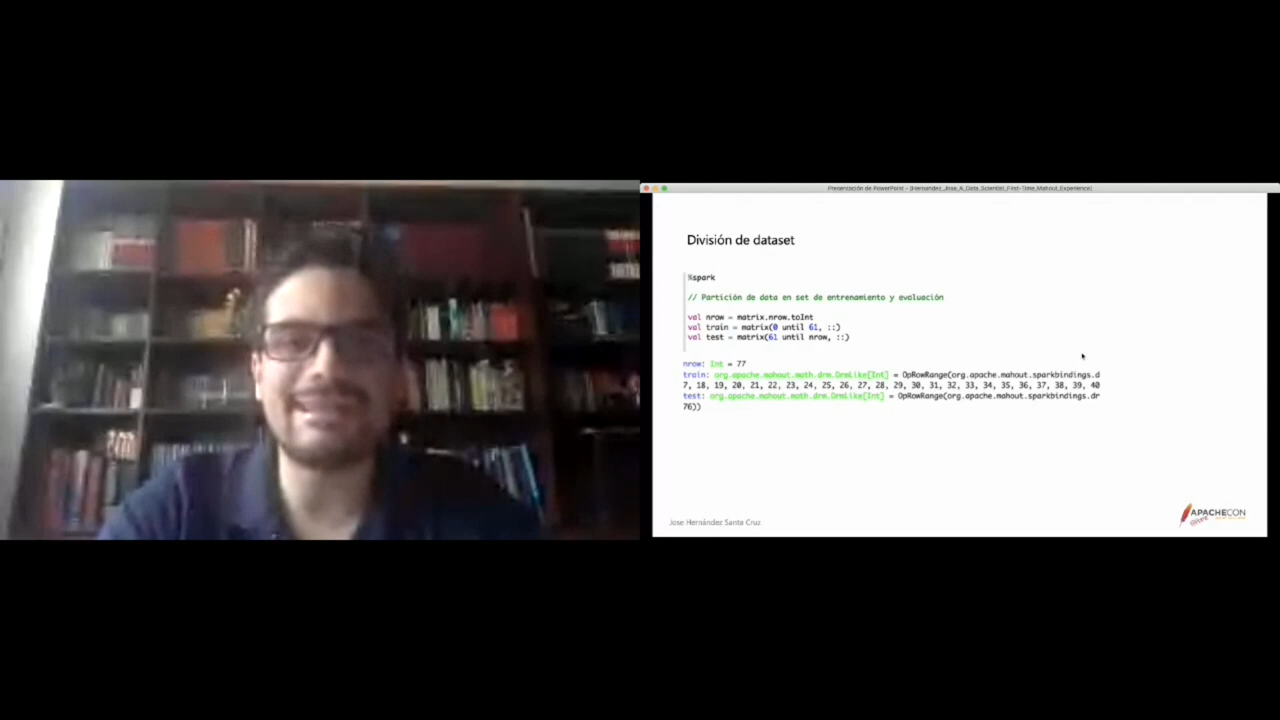 Presentación de PowerPoint - [Hernandez_Jose_A_Data_Scientist_First-Time_Mahout_Experience]
División de dataset
%spark
// Partición de data en set de entrenamiento y evaluación
val nrow = matrix.nrow.toInt
val train = matrix(0 until 61, ::)
val test = matrix(61 until nrow, ::)
nrow: Int = 77
train: org.apache.mahout.math.drm.DrmLike[Int] = OpRowRange(org.apache.mahout.sparkbindings.d
7, 18, 19, 20, 21, 22, 23, 24, 25, 26, 27, 28, 29, 30, 31, 32, 33, 34, 35, 36, 37, 38, 39, 40
test: org.apache.mahout.math.drm.DrmLike[Int] = OpRowRange(org.apache.mahout.sparkbindings.dr
76))
Jose Hernández Santa Cruz
APACHECON